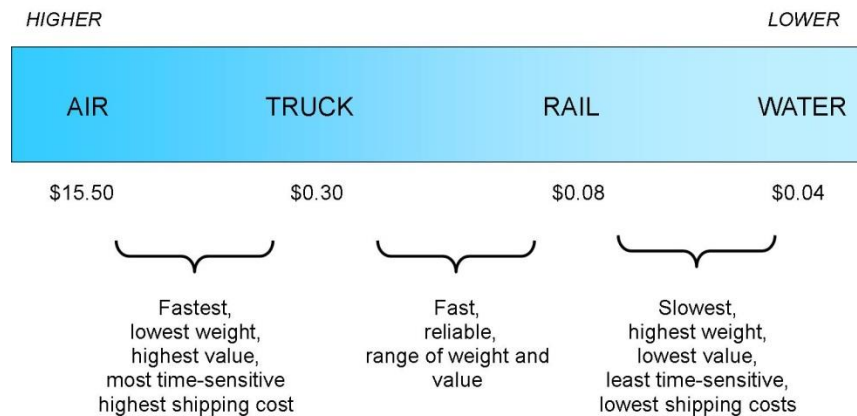 HIGHER LOWER
AIR TRUCK RAIL WATER
$15.50 $0.30 $0.08 $0.04
Fastest,
lowest weight,
highest value,
most time-sensitive
highest shipping cost
Fast,
reliable,
range of weight and
value
Slowest,
highest weight,
lowest value,
least time-sensitive,
lowest shipping costs